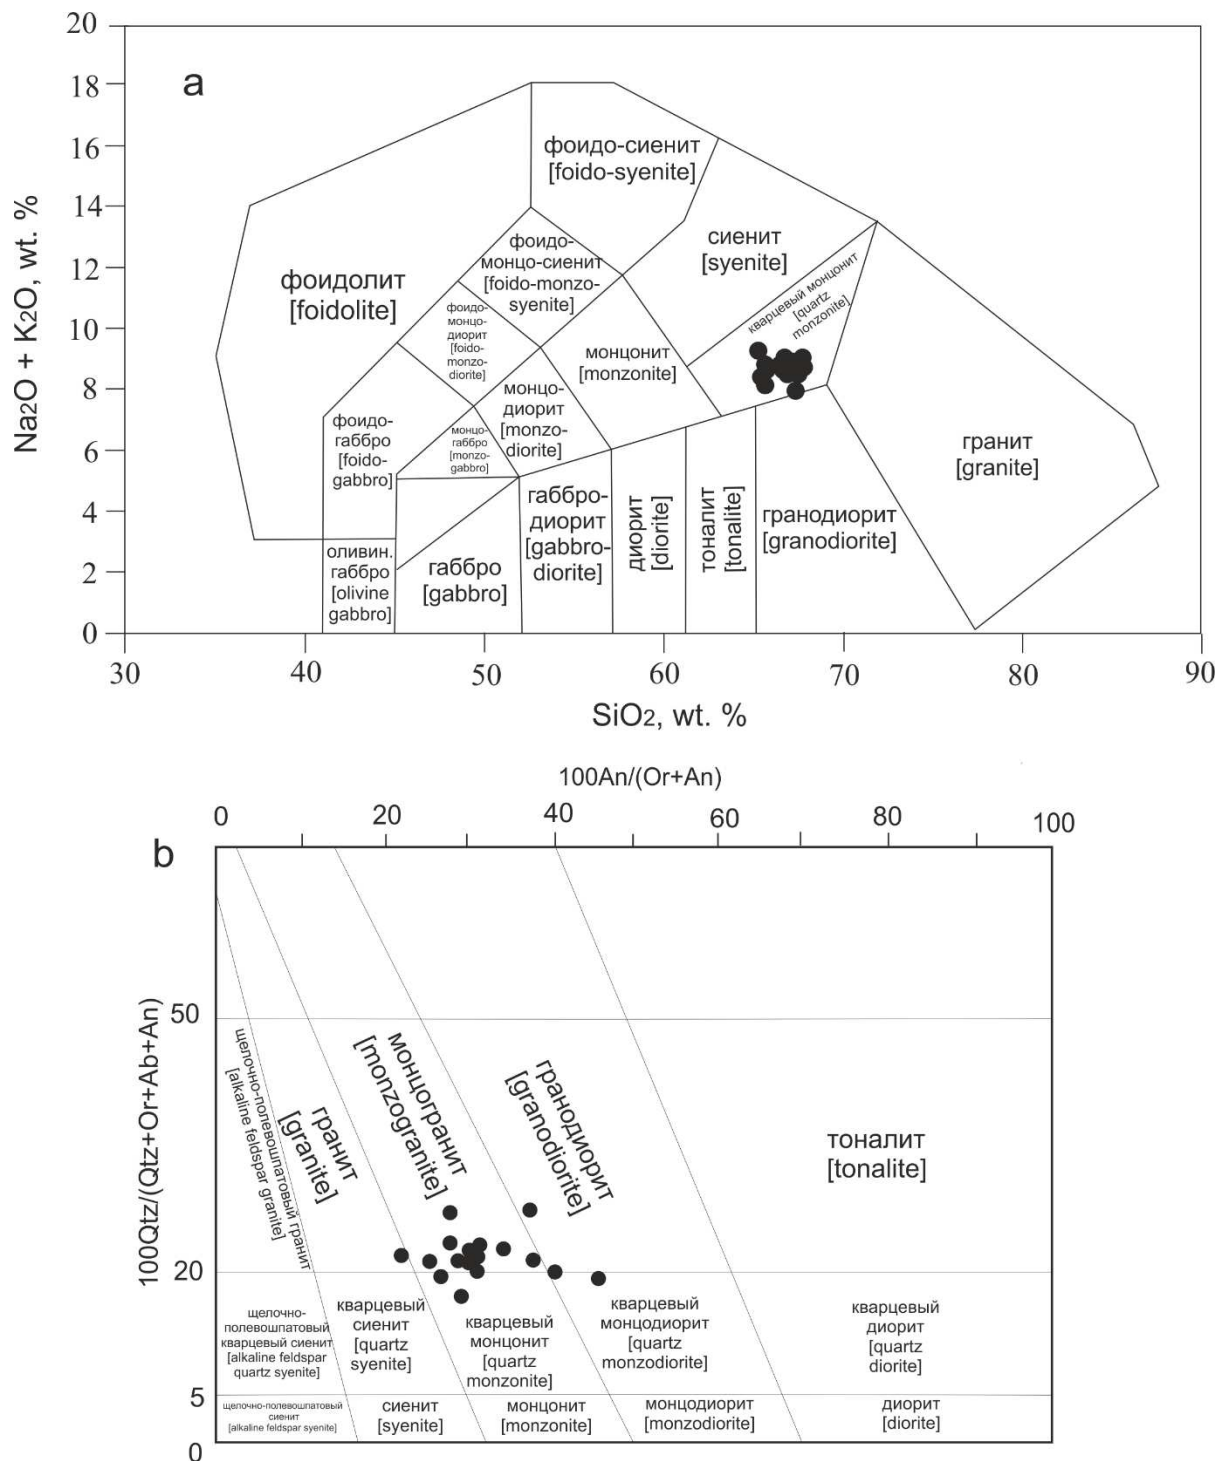 20
18
16
14
12
10
8
6
4
2
0
Na2O + K2O, wt. %
a
фоидо-сиенит
[foido-syenite]
сиенит
[syenite]
кварцевый монцонит
[quartz
monzonite]
фоидо-
монцо-сиенит
[foido-monzo-
syenite]
фоидолит
[foidolite]
фоидо-
монцо-
диорит
[foido-
monzo-
diorite]
монцонит
[monzonite]
монцо-
диорит
[monzo-
diorite]
фоидо-
габбро
[foido-
gabbro]
монцо-
габбро
[monzo-
gabbro]
гранит
[granite]
оливин.
габбро
[olivine
gabbro]
габбро
[gabbro]
габбро-
диорит
[gabbro-
diorite]
диорит
[diorite]
тоналит
[tonalite]
гранодиорит
[granodiorite]
30
40
50
60
70
80
90
SiO2, wt. %
100An/(Or+An)
0
20
40
60
80
100
b
100Qtz/(Qtz+Or+Ab+An)
50
20
5
0
щелочно-полевошпатовый гранит
[alkaline feldspar granite]
гранит
[granite]
монцогранит
[monzogranite]
гранодиорит
[granodiorite]
тоналит
[tonalite]
щелочно-
полевошпатовый
кварцевый сиенит
[alkaline feldspar
quartz syenite]
кварцевый
сиенит
[quartz
syenite]
кварцевый
монцонит
[quartz
monzonite]
кварцевый
монцодиорит
[quartz
monzodiorite]
кварцевый
диорит
[quartz
diorite]
щелочно-полевошпатовый
сиенит
[alkaline feldspar syenite]
сиенит
[syenite]
монцонит
[monzonite]
монцодиорит
[monzodiorite]
диорит
[diorite]